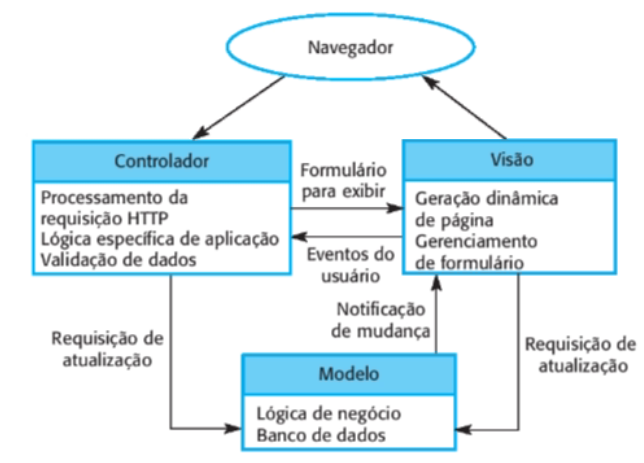 Navegador
Controlador
Processamento da
requisição HTTP
Lógica específica de aplicação
Validação de dados
Formulário
para exibir
Eventos do
usuário
Visão
Geração dinâmica
de página
Gerenciamento
de formulário
Requisição de
atualização
Notificação
de mudança
Requisição de
atualização
Modelo
Lógica de negócio
Banco de dados